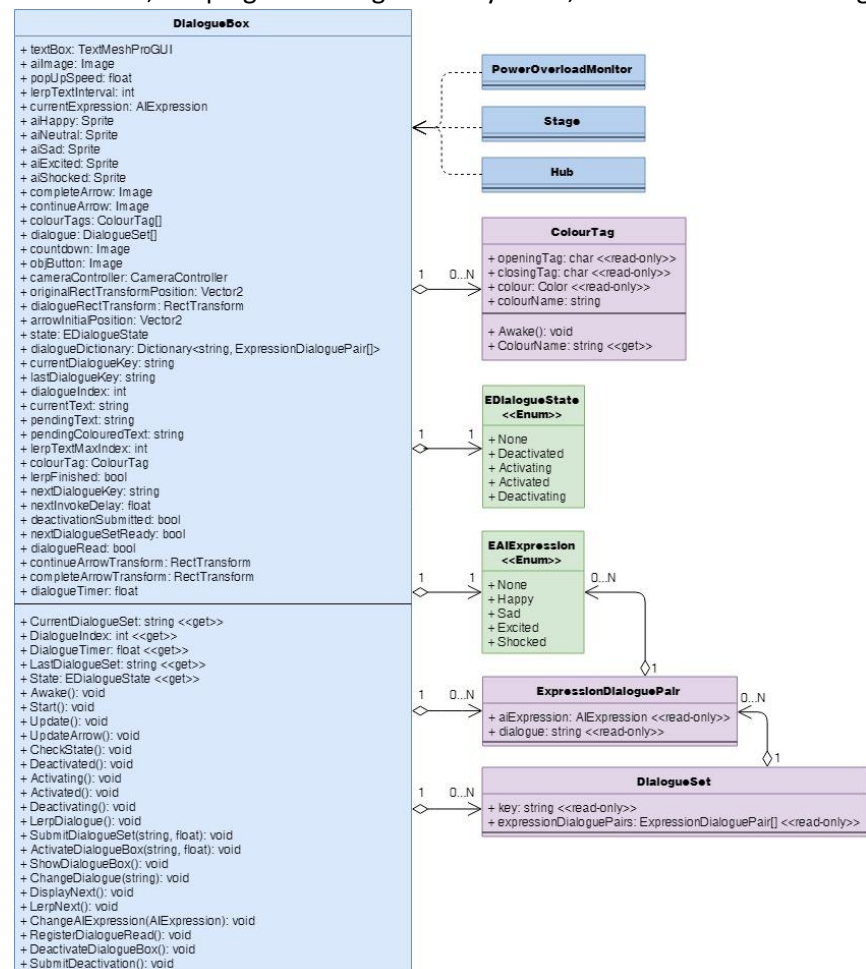 DialogueBox
+ textBox: TextMeshProGUI
+ aiImage: Image
+ popUpSpeed: float
+ lerpTextInterval: int
+ currentExpression: AIExpression
+ aiHappy: Sprite
+ aiNeutral: Sprite
+ aiSad: Sprite
+ aiExcited: Sprite
+ aiShocked: Sprite
+ completeArrow: Image
+ continueArrow: Image
+ colourTags: ColourTag[]
+ dialogue: DialogueSet[]
+ countdown: Image
+ objButton: Image
+ cameraController: CameraController
+ originalRectTransformPosition: Vector2
+ dialogueRectTransform: RectTransform
+ arrowInitialPosition: Vector2
+ state: EDialogueState
+ dialogueDictionary: Dictionary<string, ExpressionDialoguePair[]>
+ currentDialogueKey: string
+ lastDialogueKey: string
+ dialogueIndex: int
+ currentText: string
+ pendingText: string
+ pendingColouredText: string
+ lerpTextMaxIndex: int
+ colourTag: ColourTag
+ lerpFinished: bool
+ nextDialogueKey: string
+ nextInvokeDelay: float
+ deactivationSubmitted: bool
+ nextDialogueSetReady: bool
+ dialogueRead: bool
+ continueArrowTransform: RectTransform
+ completeArrowTransform: RectTransform
+ dialogueTimer: float
+ CurrentDialogueSet: string <<get>>
+ DialogueIndex: int <<get>>
+ DialogueTimer: float <<get>>
+ LastDialogueSet: string <<get>>
+ State: EDialogueState <<get>>
+ Awake(): void
+ Start(): void
+ Update(): void
+ UpdateArrow(): void
+ CheckState(): void
+ Deactivated(): void
+ Activating(): void
+ Activated(): void
+ Deactivating(): void
+ LerpDialogue(): void
+ SubmitDialogueSet(string, float): void
+ ActivateDialogueBox(string, float): void
+ ShowDialogueBox(): void
+ ChangeDialogue(string): void
+ DisplayNext(): void
+ LerpNext(): void
+ ChangeAIExpression(AIExpression): void
+ RegisterDialogueRead(): void
+ DeactivateDialogueBox(): void
+ SubmitDeactivation(): void
PowerOverloadMonitor
Stage
Hub
1 0...N
ColourTag
+ openingTag: char <<read-only>>
+ closingTag: char <<read-only>>
+ colour: Color <<read-only>>
+ colourName: string
+ Awake(): void
+ ColourName: string <<get>>
1 1
EDialogueState
<<Enum>>
+ None
+ Deactivated
+ Activating
+ Activated
+ Deactivating
1 1
EAIExpression
<<Enum>>
+ None
+ Happy
+ Sad
+ Excited
+ Shocked
0...N
1
1 0...N
ExpressionDialoguePair
+ aiExpression: AIExpression <<read-only>>
+ dialogue: string <<read-only>>
0...N
1
1 0...N
DialogueSet
+ key: string <<read-only>>
+ expressionDialoguePairs: ExpressionDialoguePair[] <<read-only>>